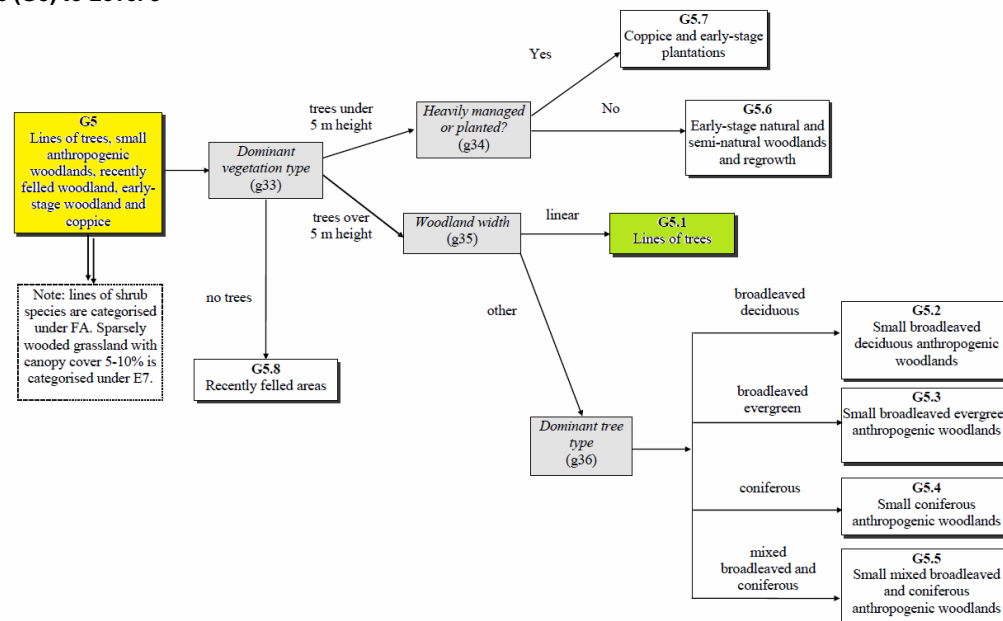 G5
Lines of trees, small
anthropogenic
woodlands, recently
felled woodland, early-
stage woodland and
coppice
Note: lines of shrub
species are categorised
under FA. Sparsely
wooded grassland with
canopy cover 5-10% is
categorised under E7.
Dominant
vegetation type
(g33)
trees under
5 m height
trees over
5 m height
no trees
G5.8
Recently felled areas
Heavily managed
or planted?
(g34)
Yes
No
G5.7
Coppice and early-stage
plantations
G5.6
Early-stage natural and
semi-natural woodlands
and regrowth
Woodland width
(g35)
linear
other
G5.1
Lines of trees
Dominant tree
type
(g36)
broadleaved
deciduous
G5.2
Small broadleaved
deciduous anthropogenic
woodlands
broadleaved
evergreen
G5.3
Small broadleaved evergreen
anthropogenic woodlands
coniferous
G5.4
Small coniferous
anthropogenic woodlands
mixed
broadleaved and
coniferous
G5.5
Small mixed broadleaved
and coniferous
anthropogenic woodlands